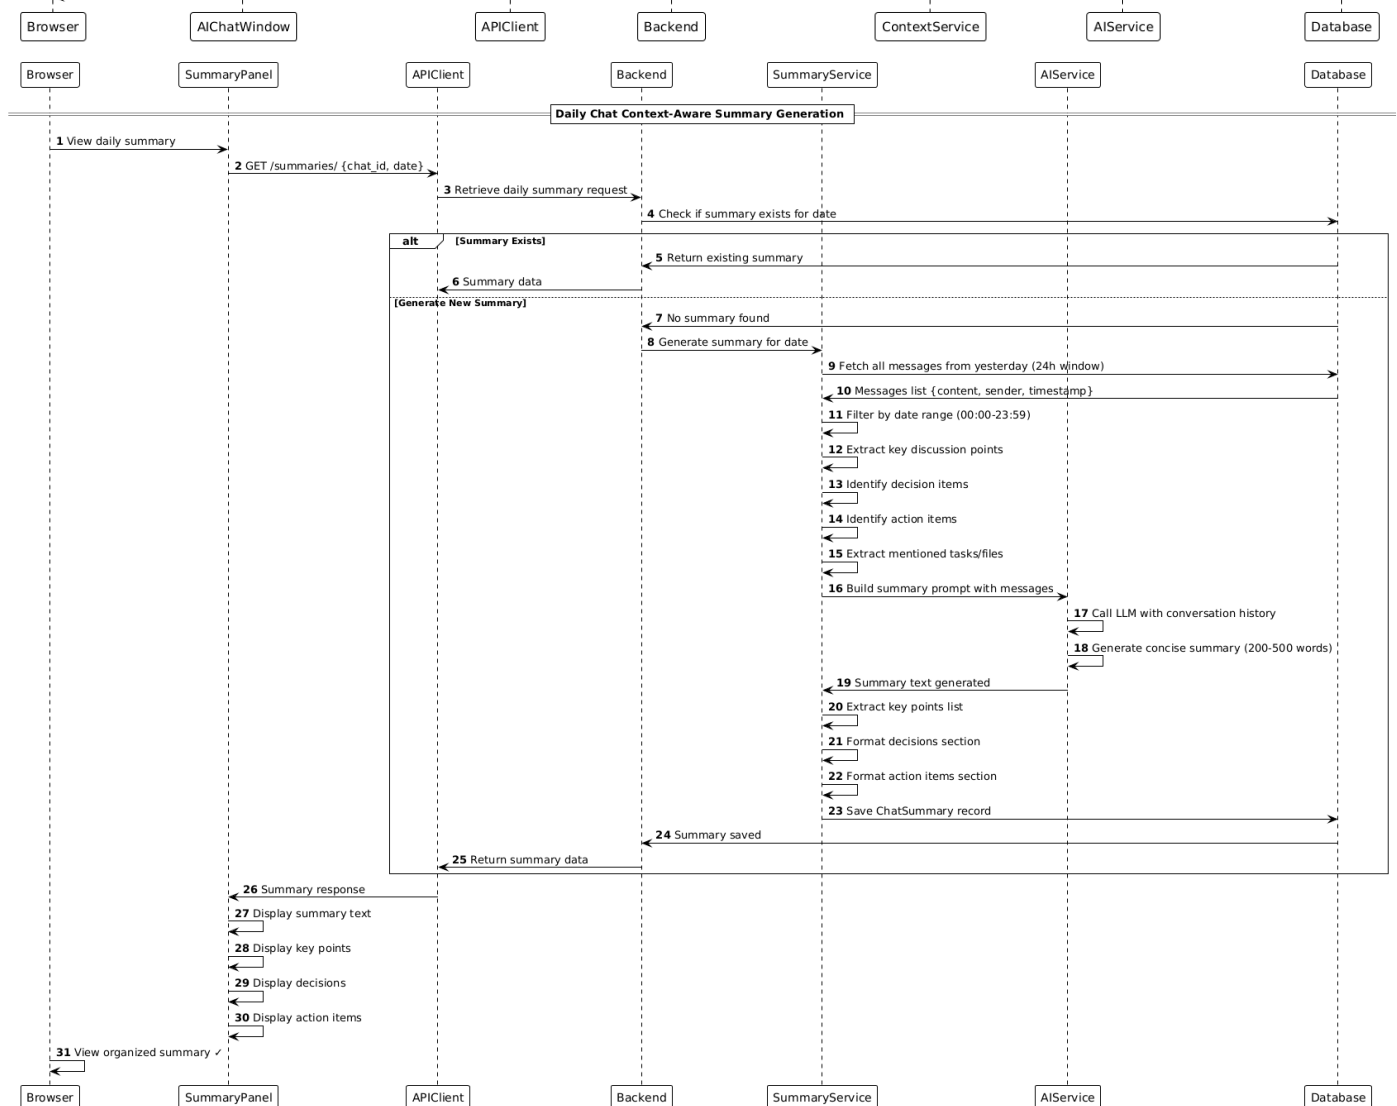 Browser
AIChatWindow
APIClient
Backend
ContextService
AIService
Database
Browser
SummaryPanel
APIClient
Backend
SummaryService
AIService
Database
Daily Chat Context-Aware Summary Generation
1 View daily summary
2 GET /summaries/ {chat_id, date}
3 Retrieve daily summary request
4 Check if summary exists for date
alt [Summary Exists]
5 Return existing summary
6 Summary data
[Generate New Summary]
7 No summary found
8 Generate summary for date
9 Fetch all messages from yesterday (24h window)
10 Messages list {content, sender, timestamp}
11 Filter by date range (00:00-23:59)
12 Extract key discussion points
13 Identify decision items
14 Identify action items
15 Extract mentioned tasks/files
16 Build summary prompt with messages
17 Call LLM with conversation history
18 Generate concise summary (200-500 words)
19 Summary text generated
20 Extract key points list
21 Format decisions section
22 Format action items section
23 Save ChatSummary record
24 Summary saved
25 Return summary data
26 Summary response
27 Display summary text
28 Display key points
29 Display decisions
30 Display action items
31 View organized summary ✓
Browser
SummaryPanel
APIClient
Backend
SummaryService
AIService
Database